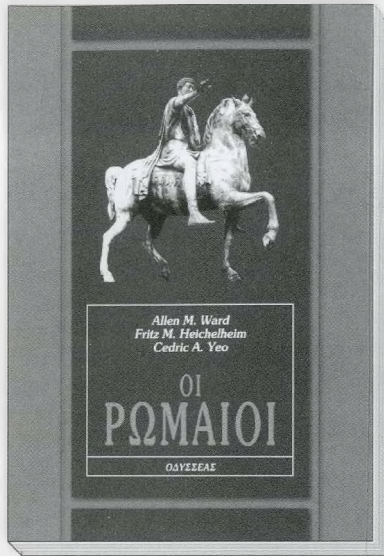 Allen M. Ward
Fritz M. Heichelheim
Cedric A. Yeo
ΟΙ
ΡΩΜΑΙΟΙ
ΟΔΥΣΣΕΑΣ